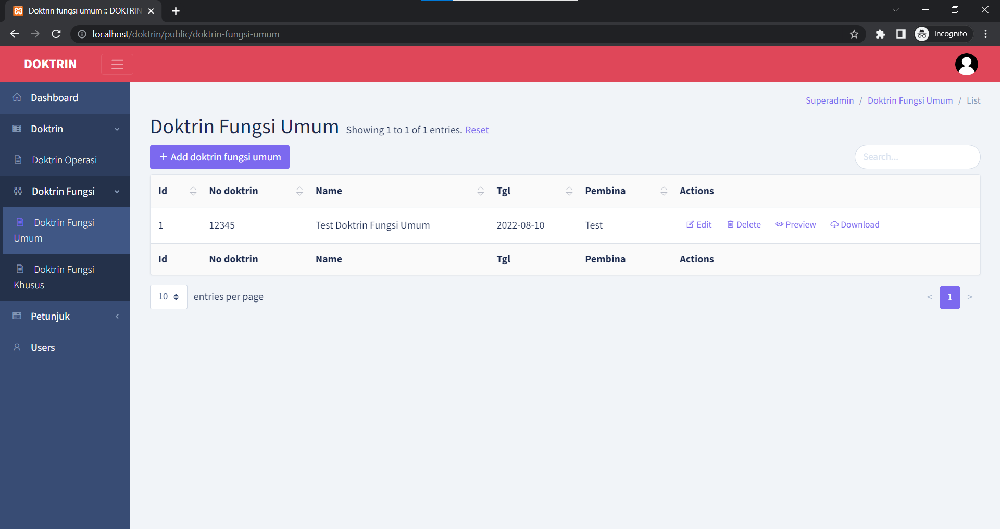 Doktrin fungsi umum :: DOKTRIN
localhost/doktrin/public/doktrin-fungsi-umum
Incognito
DOKTRIN
Dashboard
Doktrin
Doktrin Operasi
Doktrin Fungsi
Doktrin Fungsi
Umum
Doktrin Fungsi
Khusus
Petunjuk
Users
Superadmin / Doktrin Fungsi Umum / List
Doktrin Fungsi Umum Showing 1 to 1 of 1 entries. Reset
+ Add doktrin fungsi umum
Search...
Id No doktrin Name Tgl Pembina Actions
1 12345 Test Doktrin Fungsi Umum 2022-08-10 Test Edit Delete Preview Download
Id No doktrin Name Tgl Pembina Actions
10 entries per page
< 1 >